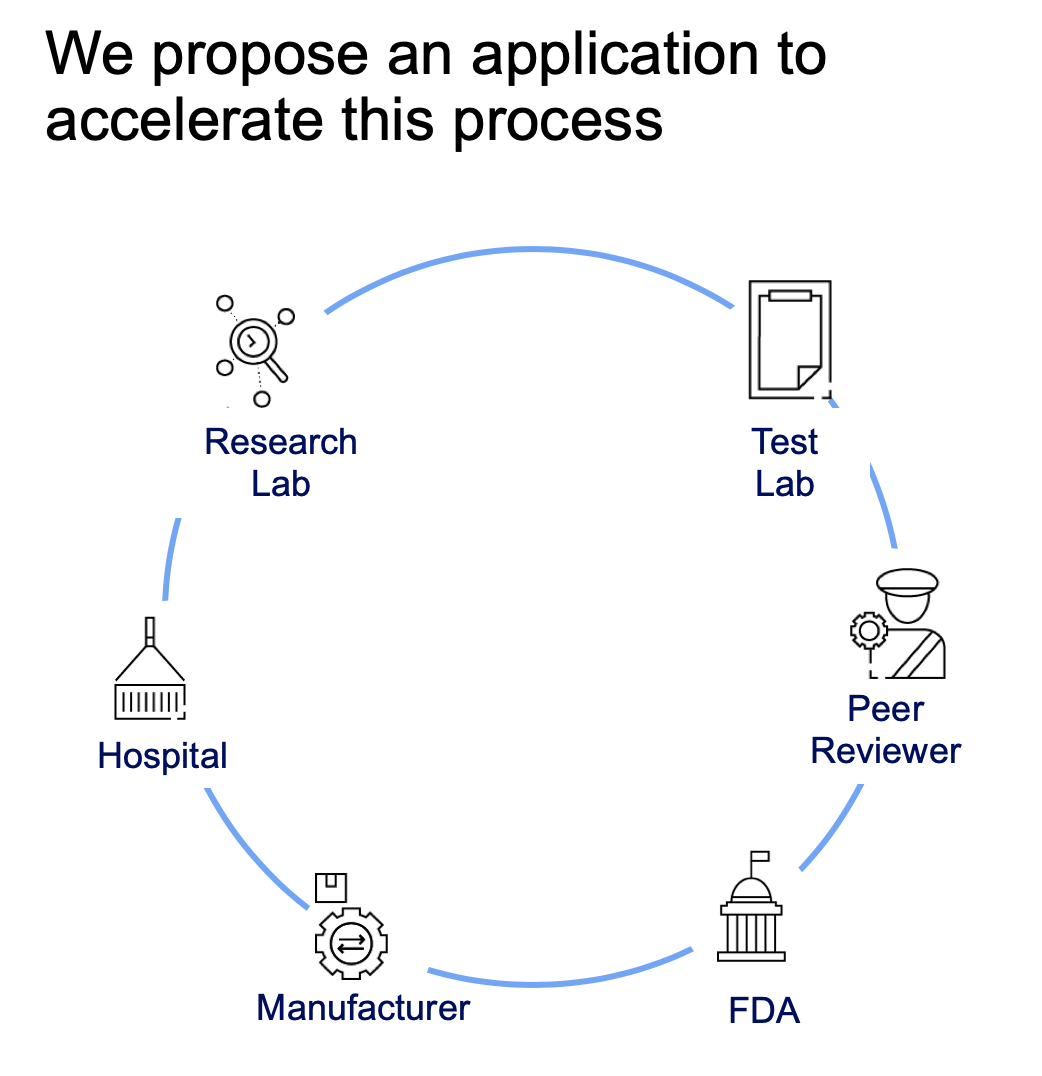 We propose an application to
accelerate this process
Research
Lab
Test
Lab
Peer
Reviewer
Hospital
Manufacturer
FDA